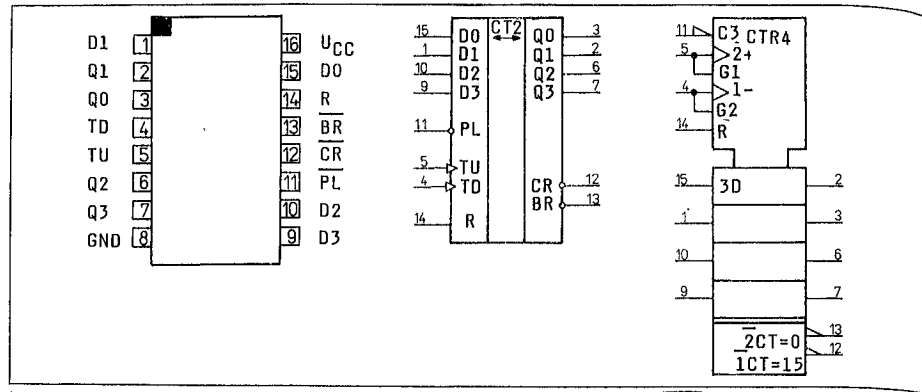 D1 1 16 UCC
Q1 2 15 D0
Q0 3 14 R
TD 4 13 BR
TU 5 12 CR
Q2 6 11 PL
Q3 7 10 D2
GND 8 9 D3
CT2
15 D0 Q0 3
1 D1 Q1 2
10 D2 Q2 6
9 D3 Q3 7
11 PL
5 TU
4 TD
CR 12
BR 13
14 R
11 C3 CTR4
5 2+
G1
4 1-
G2
14 R
15 3D 2
1 3
10 6
9 7
2CT=0 13
1CT=15 12